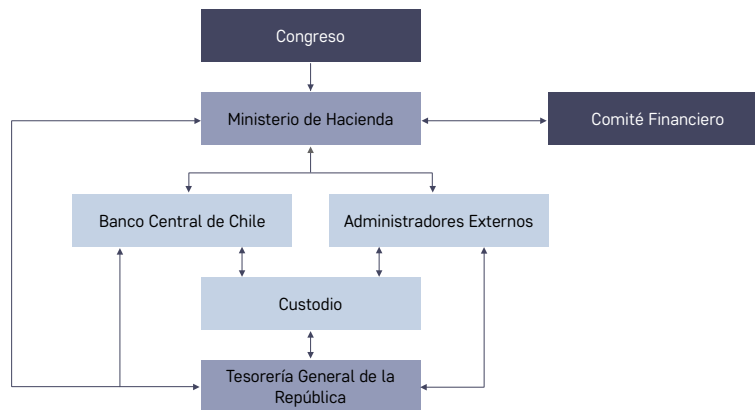 Congreso
Ministerio de Hacienda
Comité Financiero
Banco Central de Chile
Administradores Externos
Custodio
Tesorería General de la
República